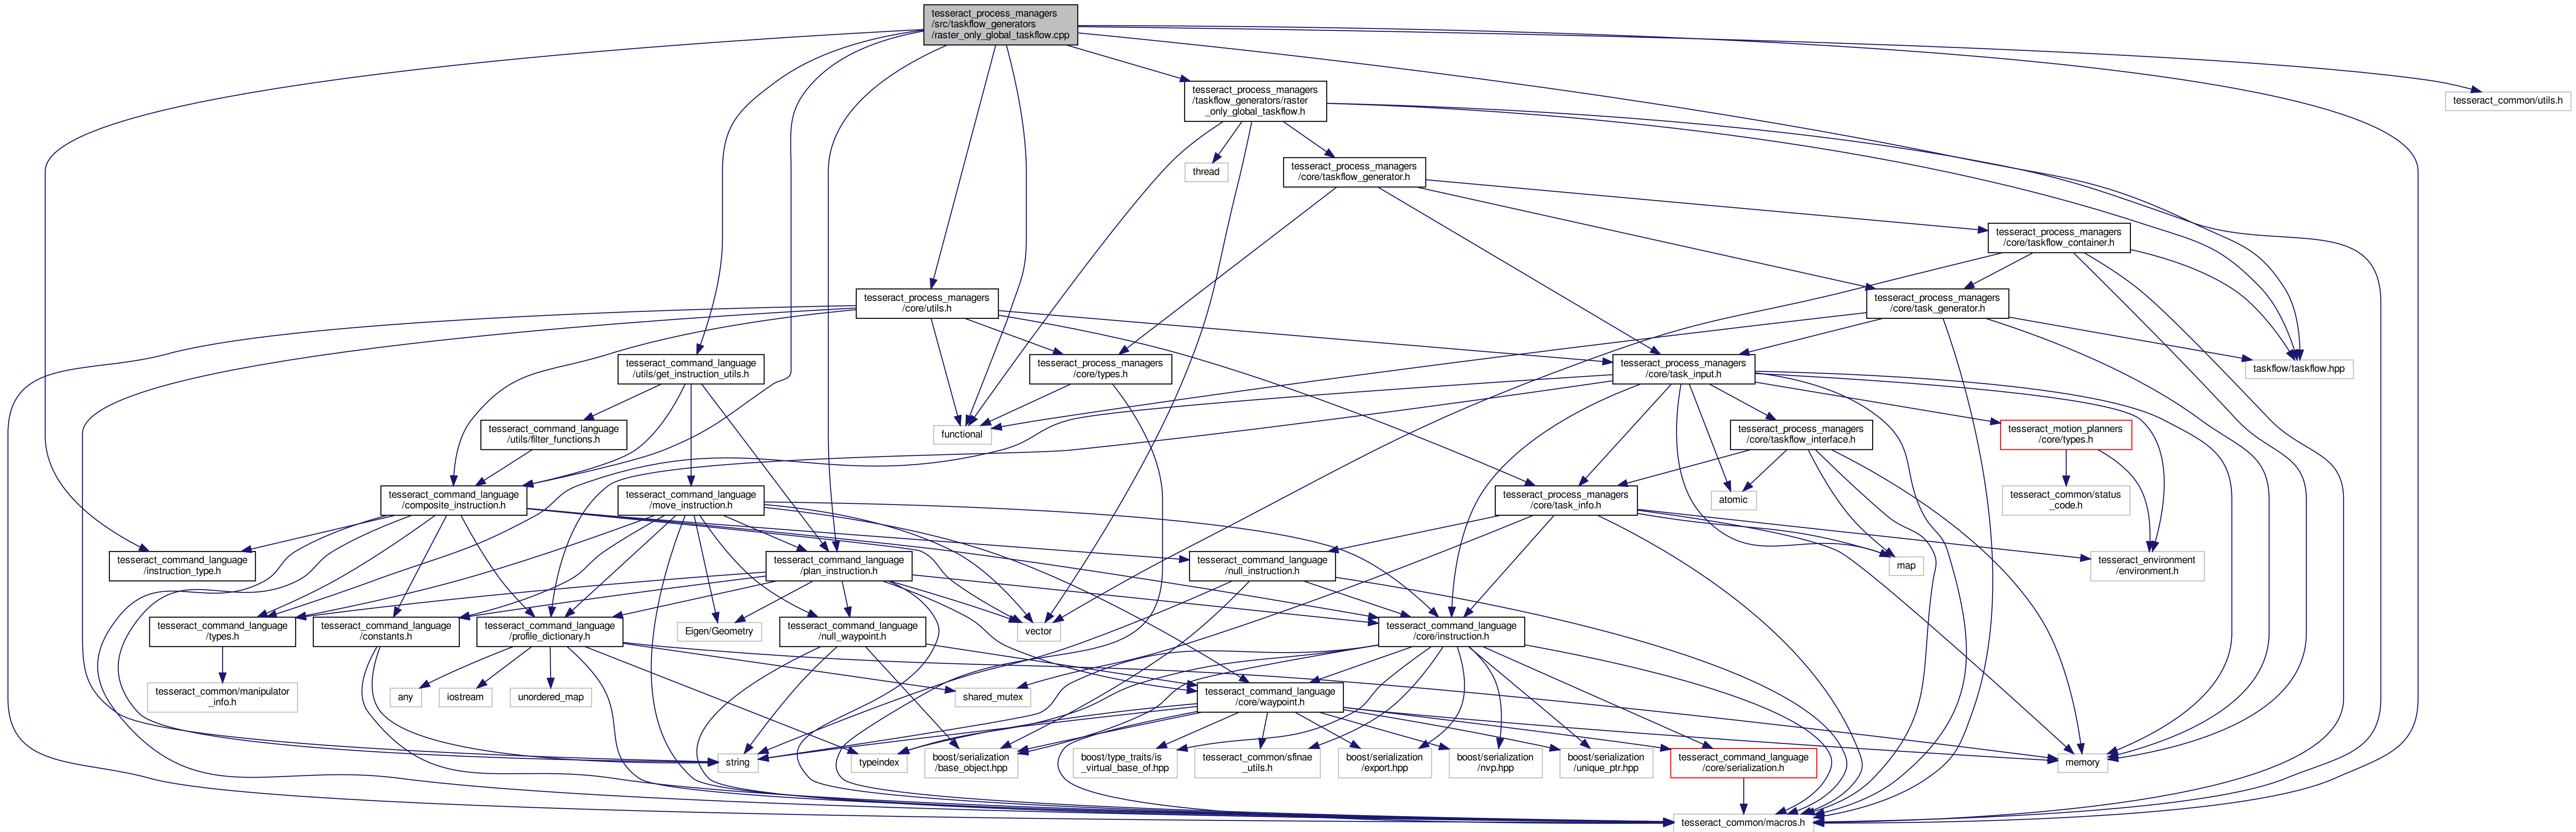 tesseract_process_managers
/src/taskflow_generators
/raster_only_global_taskflow.cpp
tesseract_process_managers
/taskflow_generators/raster
_only_global_taskflow.h
tesseract_common/utils.h
thread
tesseract_process_managers
/core/taskflow_generator.h
tesseract_process_managers
/core/taskflow_container.h
tesseract_process_managers
/core/utils.h
tesseract_process_managers
/core/task_generator.h
tesseract_command_language
/utils/get_instruction_utils.h
tesseract_process_managers
/core/types.h
tesseract_process_managers
/core/task_input.h
taskflow/taskflow.hpp
tesseract_command_language
/utils/filter_functions.h
functional
tesseract_process_managers
/core/taskflow_interface.h
tesseract_motion_planners
/core/types.h
tesseract_command_language
/composite_instruction.h
tesseract_command_language
/move_instruction.h
tesseract_process_managers
/core/task_info.h
atomic
tesseract_common/status
_code.h
tesseract_command_language
/instruction_type.h
tesseract_command_language
/plan_instruction.h
tesseract_command_language
/null_instruction.h
map
tesseract_environment
/environment.h
tesseract_command_language
/types.h
tesseract_command_language
/constants.h
tesseract_command_language
/profile_dictionary.h
Eigen/Geometry
tesseract_command_language
/null_waypoint.h
vector
tesseract_command_language
/core/instruction.h
tesseract_common/manipulator
_info.h
any
iostream
unordered_map
shared_mutex
tesseract_command_language
/core/waypoint.h
string
typeindex
boost/serialization
/base_object.hpp
boost/type_traits/is
_virtual_base_of.hpp
tesseract_common/sfinae
_utils.h
boost/serialization
/export.hpp
boost/serialization
/nvp.hpp
boost/serialization
/unique_ptr.hpp
tesseract_command_language
/core/serialization.h
memory
tesseract_common/macros.h